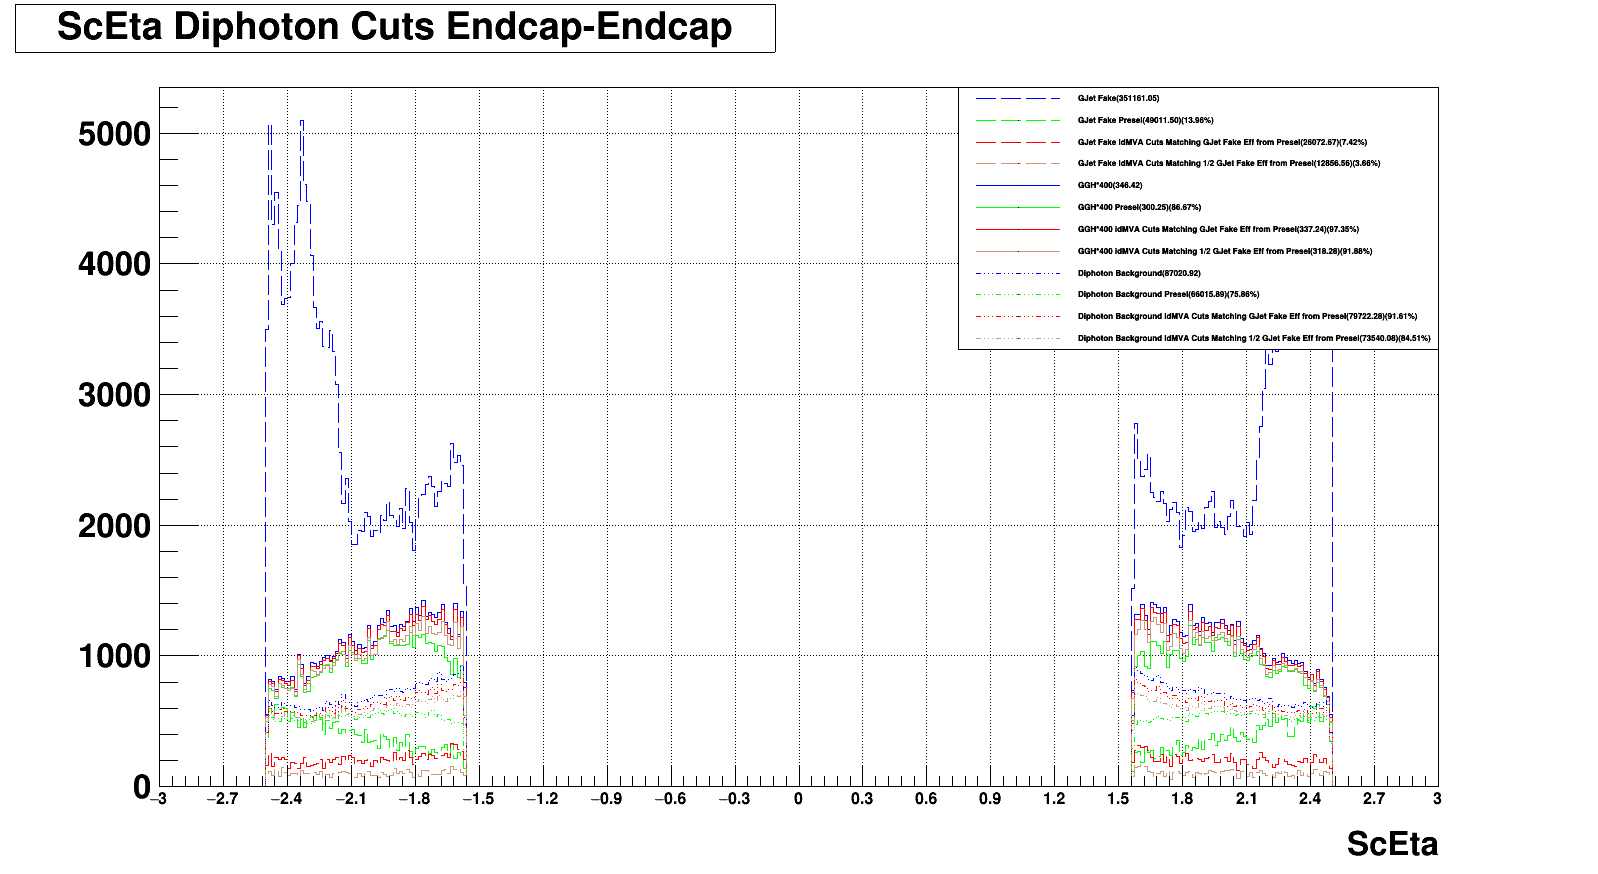 ScEta Diphoton Cuts Endcap-Endcap
GJet Fake(351161.05)
GJet Fake Presel(49011.50)(13.96%)
GJet Fake IdMVA Cuts Matching GJet Fake Eff from Presel(26072.67)(7.42%)
GJet Fake IdMVA Cuts Matching 1/2 GJet Fake Eff from Presel(12856.56)(3.66%)
GGH*400(346.42)
GGH*400 Presel(300.25)(86.67%)
GGH*400 IdMVA Cuts Matching GJet Fake Eff from Presel(337.24)(97.35%)
GGH*400 IdMVA Cuts Matching 1/2 GJet Fake Eff from Presel(318.28)(91.88%)
Diphoton Background(87020.92)
Diphoton Background Presel(66015.89)(75.86%)
Diphoton Background IdMVA Cuts Matching GJet Fake Eff from Presel(79722.28)(91.61%)
Diphoton Background IdMVA Cuts Matching 1/2 GJet Fake Eff from Presel(73540.08)(84.51%)
5000
4000
3000
2000
1000
0
−3 −2.7 −2.4 −2.1 −1.8 −1.5 −1.2 −0.9 −0.6 −0.3 0 0.3 0.6 0.9 1.2 1.5 1.8 2.1 2.4 2.7 3
ScEta